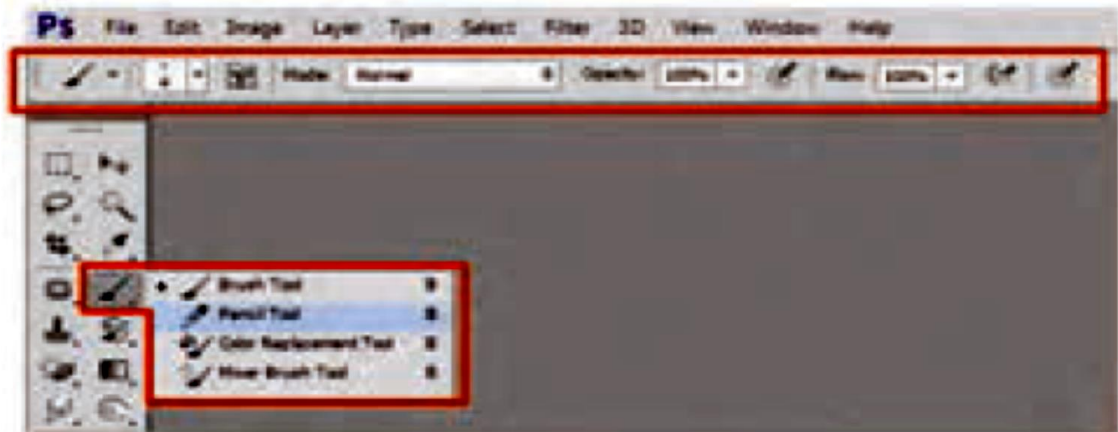 Ps File Edit Image Layer Type Select Filter 3D View Window Help
Mode: Normal Opacity: 100% Flow: 100%
Brush Tool B
Pencil Tool B
Color Replacement Tool B
Mixer Brush Tool B